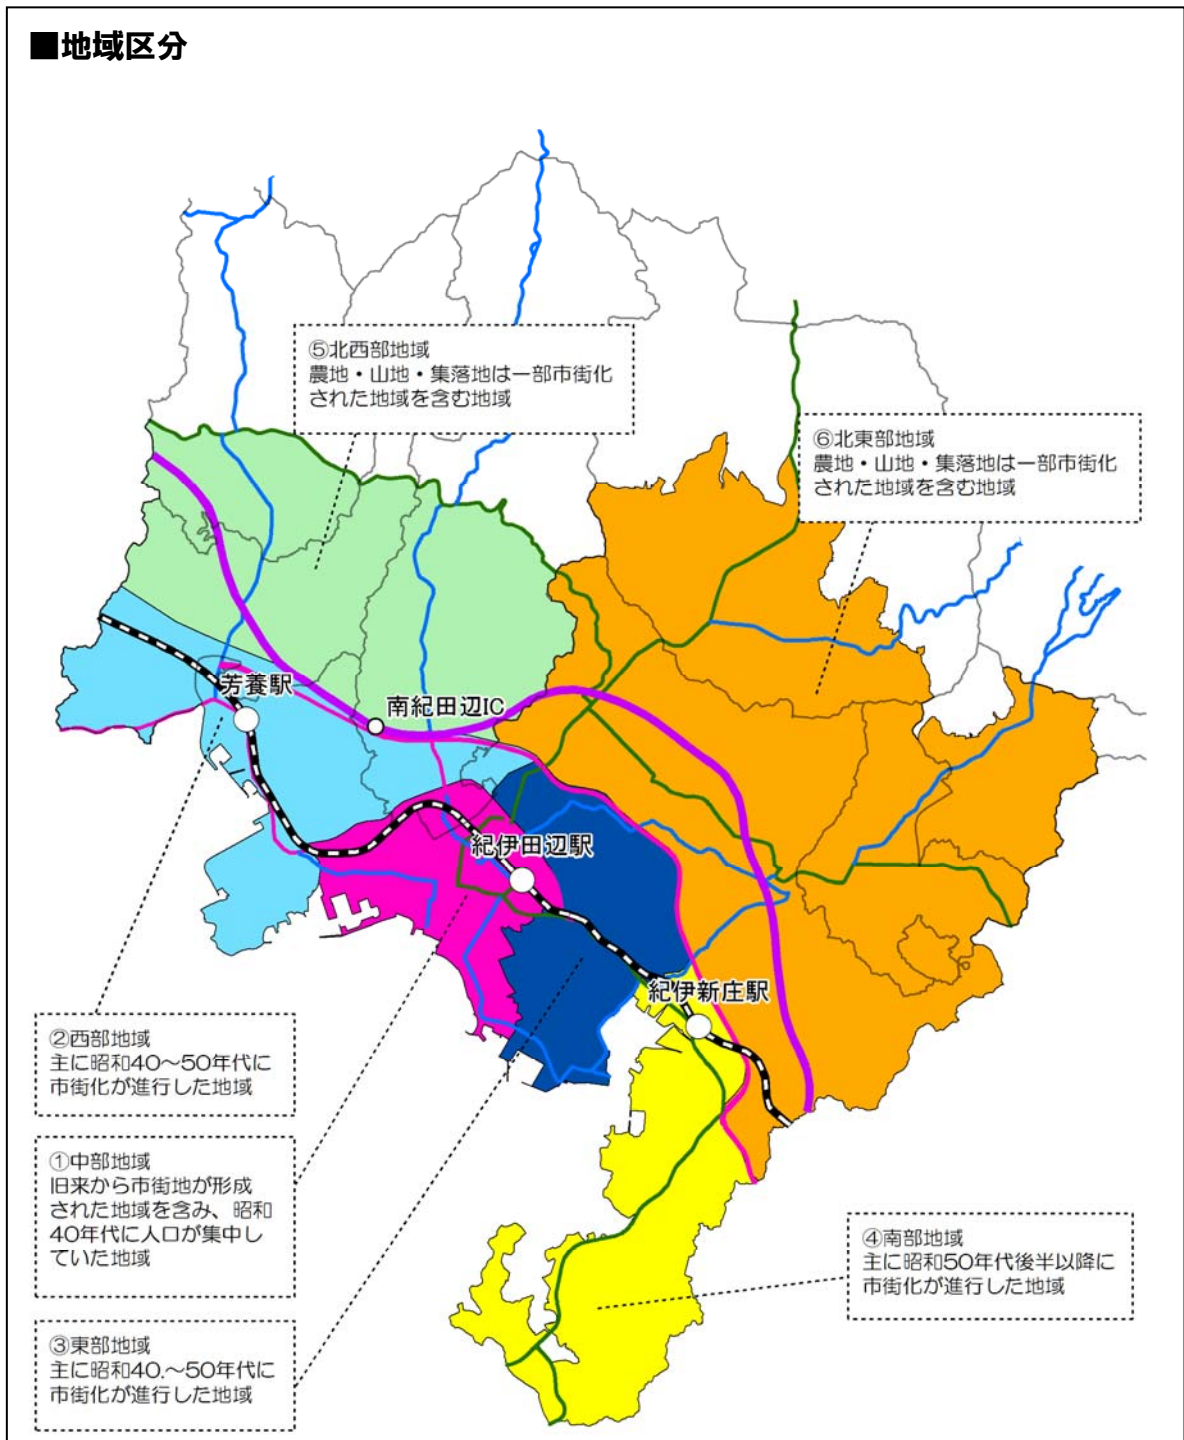 ■地域区分
⑤北西部地域
農地・山地・集落地は一部市街化
された地域を含む地域
⑥北東部地域
農地・山地・集落地は一部市街化
された地域を含む地域
芳養駅
南紀田辺IC
紀伊田辺駅
紀伊新庄駅
②西部地域
主に昭和40～50年代に
市街化が進行した地域
①中部地域
旧来から市街地が形成
された地域を含み、昭和
40年代に人口が集中し
ていた地域
④南部地域
主に昭和50年代後半以降に
市街化が進行した地域
③東部地域
主に昭和40.～50年代に
市街化が進行した地域